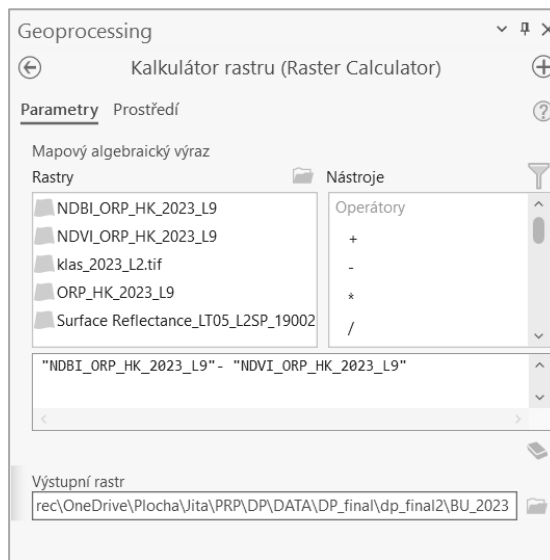 Geoprocessing
Kalkulátor rastru (Raster Calculator)
Parametry Prostředí
Mapový algebraický výraz
Rastry
NDBI_ORP_HK_2023_L9
NDVI_ORP_HK_2023_L9
klas_2023_L2.tif
ORP_HK_2023_L9
Surface Reflectance_LT05_L2SP_19002
Nástroje
Operátory
+
-
*
/
"NDBI_ORP_HK_2023_L9"- "NDVI_ORP_HK_2023_L9"
Výstupní rastr
rec\OneDrive\Plocha\Jita\PRP\DP\DATA\DP_final\dp_final2\BU_2023